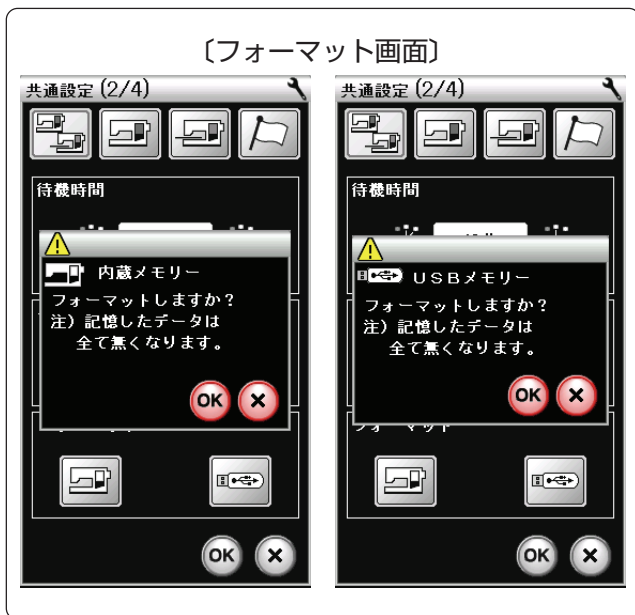 〔フォーマット画面〕
共通設定 (2/4)
待機時間
内蔵メモリー
フォーマットしますか？
注）記憶したデータは
全て無くなります。
OK
OK
共通設定 (2/4)
待機時間
USBメモリー
フォーマットしますか？
注）記憶したデータは
全て無くなります。
OK
フォーマット
OK